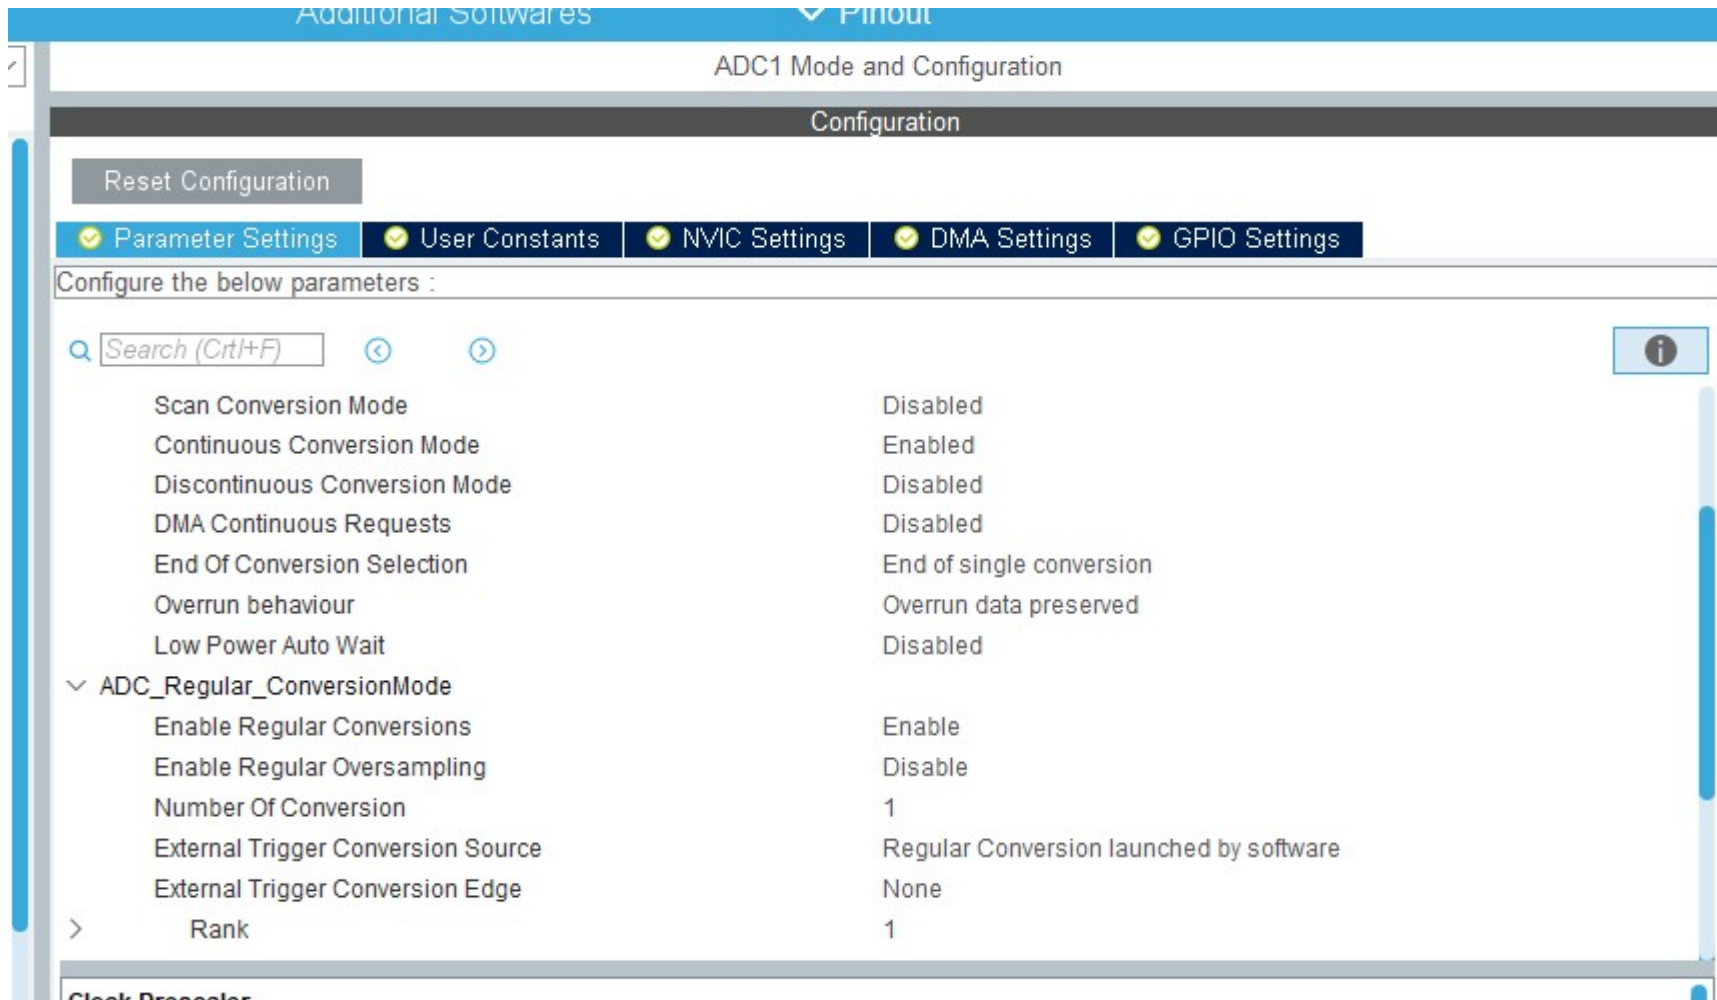 Additional Softwares Pinout
ADC1 Mode and Configuration
Configuration
Reset Configuration
Parameter Settings User Constants NVIC Settings DMA Settings GPIO Settings
Configure the below parameters :
Search (Crtl+F)
Scan Conversion Mode Disabled
Continuous Conversion Mode Enabled
Discontinuous Conversion Mode Disabled
DMA Continuous Requests Disabled
End Of Conversion Selection End of single conversion
Overrun behaviour Overrun data preserved
Low Power Auto Wait Disabled
ADC_Regular_ConversionMode
Enable Regular Conversions Enable
Enable Regular Oversampling Disable
Number Of Conversion 1
External Trigger Conversion Source Regular Conversion launched by software
External Trigger Conversion Edge None
Rank 1
Clock Prescaler